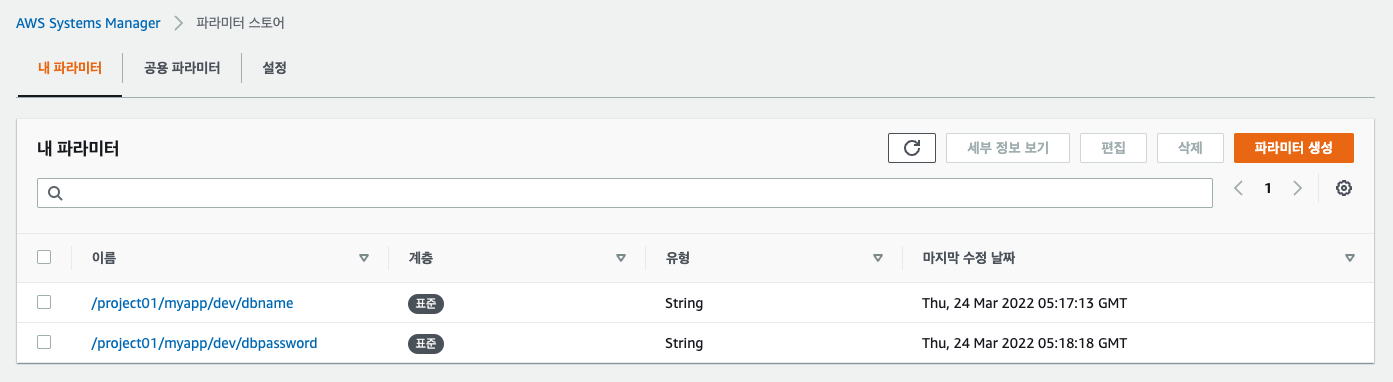 AWS Systems Manager > 파라미터 스토어
내 파라미터 공용 파라미터 설정
내 파라미터 세부 정보 보기 편집 삭제 파라미터 생성
1
이름 계층 유형 마지막 수정 날짜
/project01/myapp/dev/dbname 표준 String Thu, 24 Mar 2022 05:17:13 GMT
/project01/myapp/dev/dbpassword 표준 String Thu, 24 Mar 2022 05:18:18 GMT